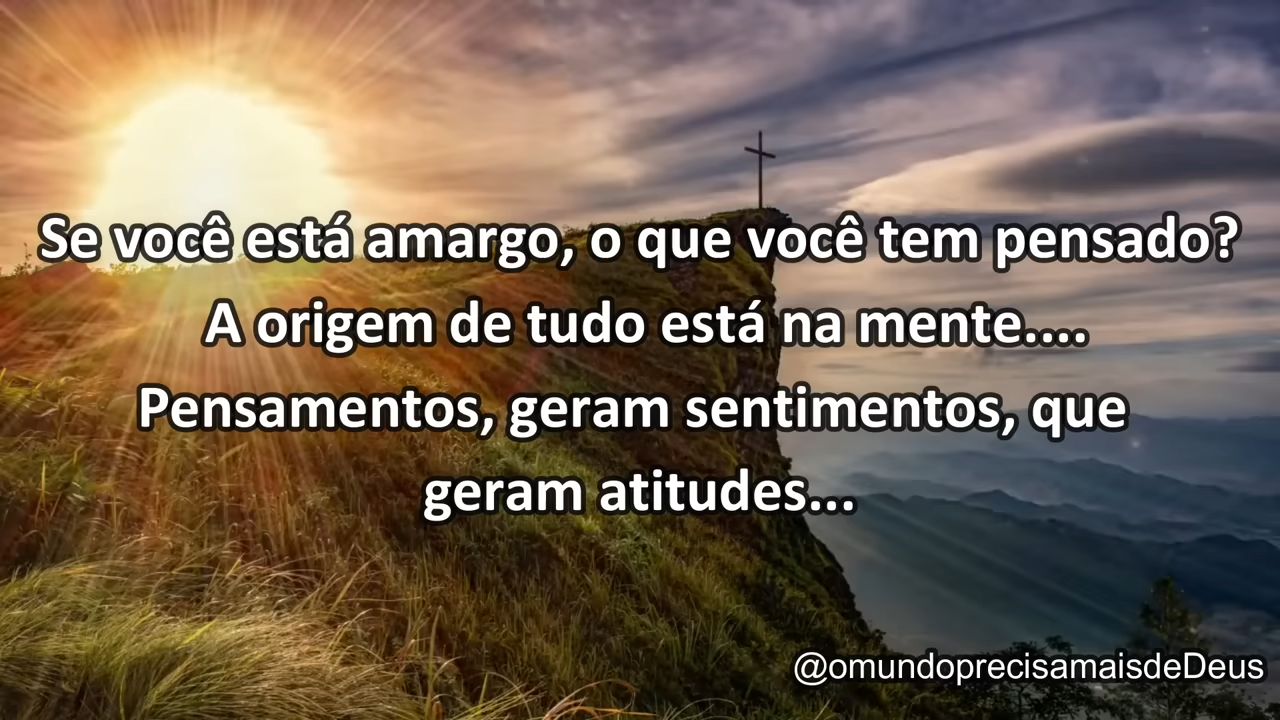 Se você está amargo, o que você tem pensado?
A origem de tudo está na mente....
Pensamentos, geram sentimentos, que
geram atitudes...
@omundoprecisamaisdeDeus